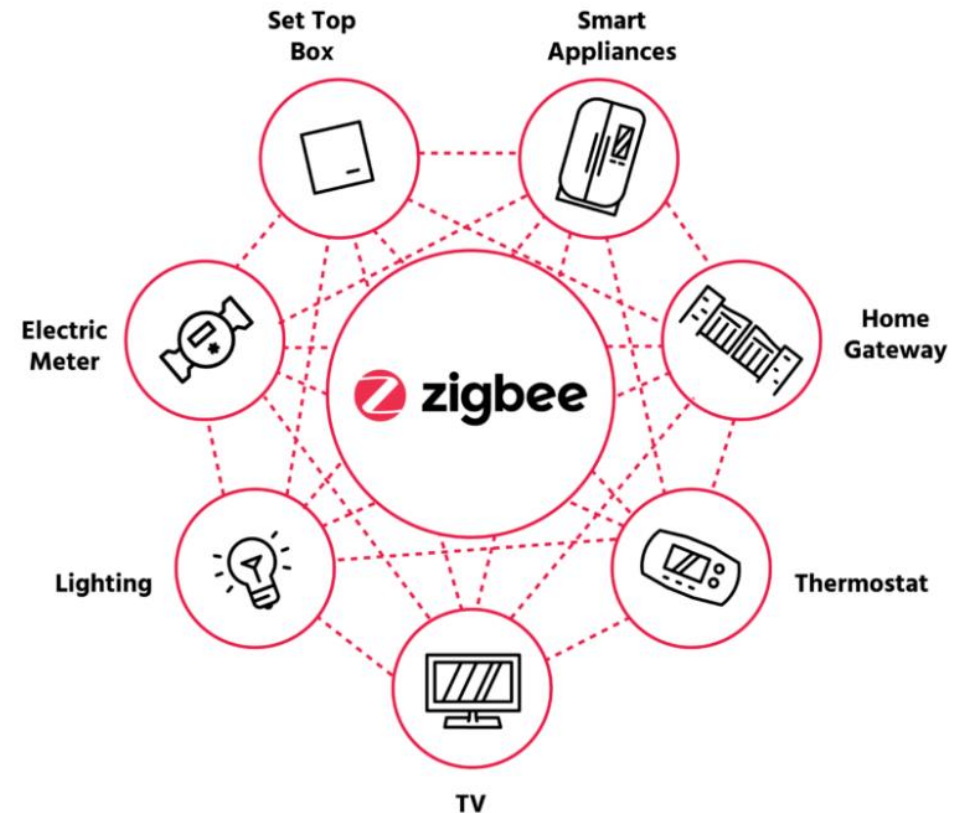 Set Top
Box
Smart
Appliances
Electric
Meter
Home
Gateway
zigbee
Lighting
Thermostat
TV